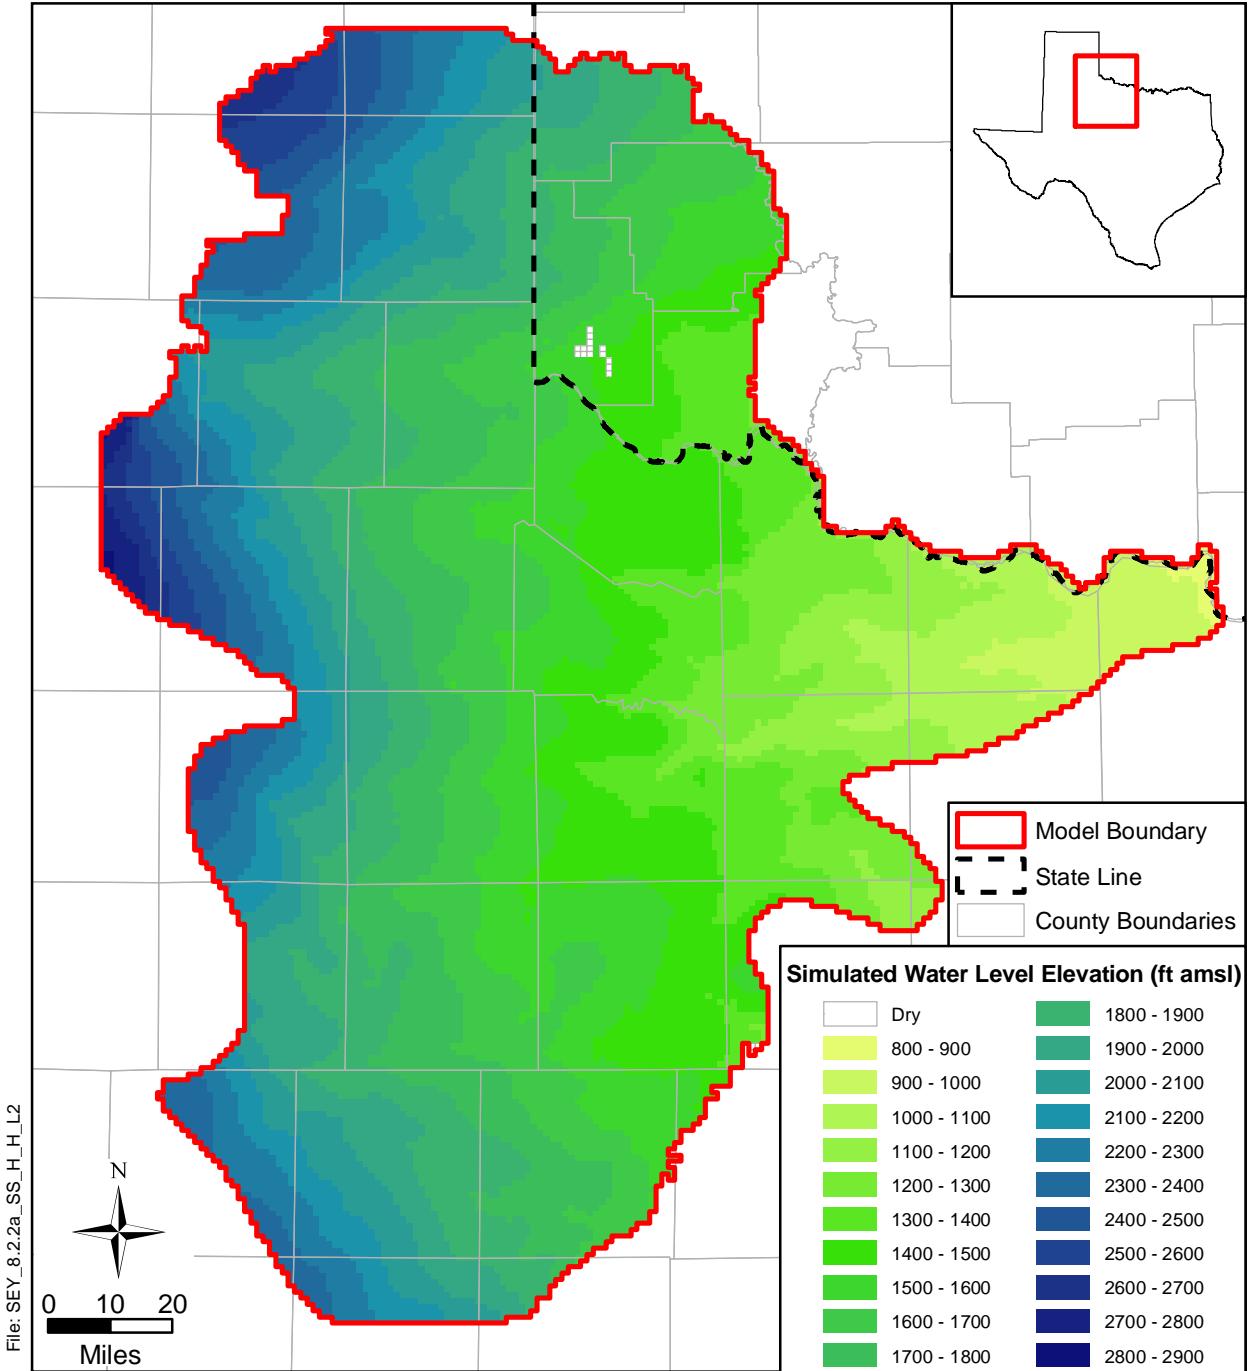 Model Boundary
State Line
County Boundaries
Simulated Water Level Elevation (ft amsl)
Dry
800 - 900
900 - 1000
1000 - 1100
1100 - 1200
1200 - 1300
1300 - 1400
1400 - 1500
1500 - 1600
1600 - 1700
1700 - 1800
1800 - 1900
1900 - 2000
2000 - 2100
2100 - 2200
2200 - 2300
2300 - 2400
2400 - 2500
2500 - 2600
2600 - 2700
2700 - 2800
2800 - 2900
N
0 10 20
Miles
File: SEY_8.2.2a_SS_H_H_L2